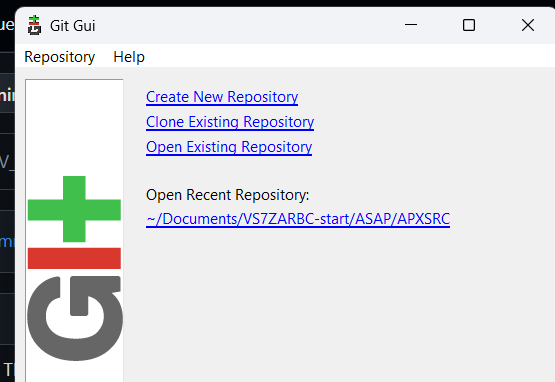 Git Gui
Repository Help
Create New Repository
Clone Existing Repository
Open Existing Repository
Open Recent Repository:
~/Documents/VS7ZARBC-start/ASAP/APXSRC
GIT